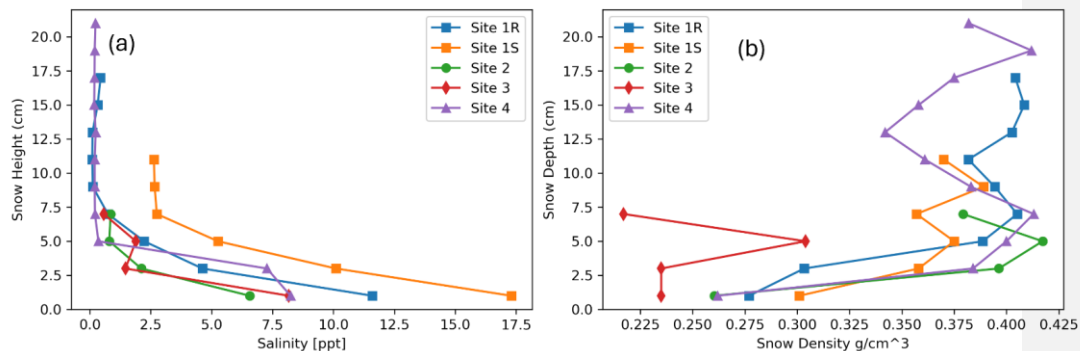 (a)
Site 1R
Site 1S
Site 2
Site 3
Site 4
20.0
17.5
15.0
12.5
10.0
7.5
5.0
2.5
0.0
Snow Height (cm)
0.0 2.5 5.0 7.5 10.0 12.5 15.0 17.5
Salinity [ppt]
Site 1R
Site 1S
Site 2
Site 3
Site 4
(b)
20.0
17.5
15.0
12.5
10.0
7.5
5.0
2.5
0.0
Snow Depth (cm)
0.225 0.250 0.275 0.300 0.325 0.350 0.375 0.400 0.425
Snow Density g/cm^3